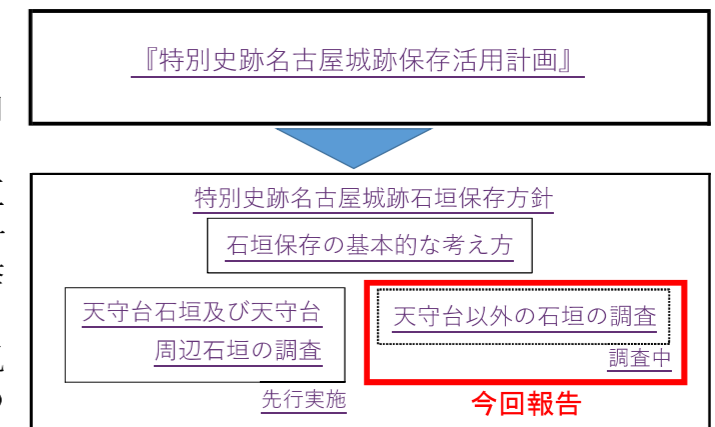 『特別史跡名古屋城跡保存活用計画』
特別史跡名古屋城跡石垣保存方針
石垣保存の基本的な考え方
天守台石垣及び天守台
周辺石垣の調査
先行実施
天守台以外の石垣の調査
調査中
今回報告